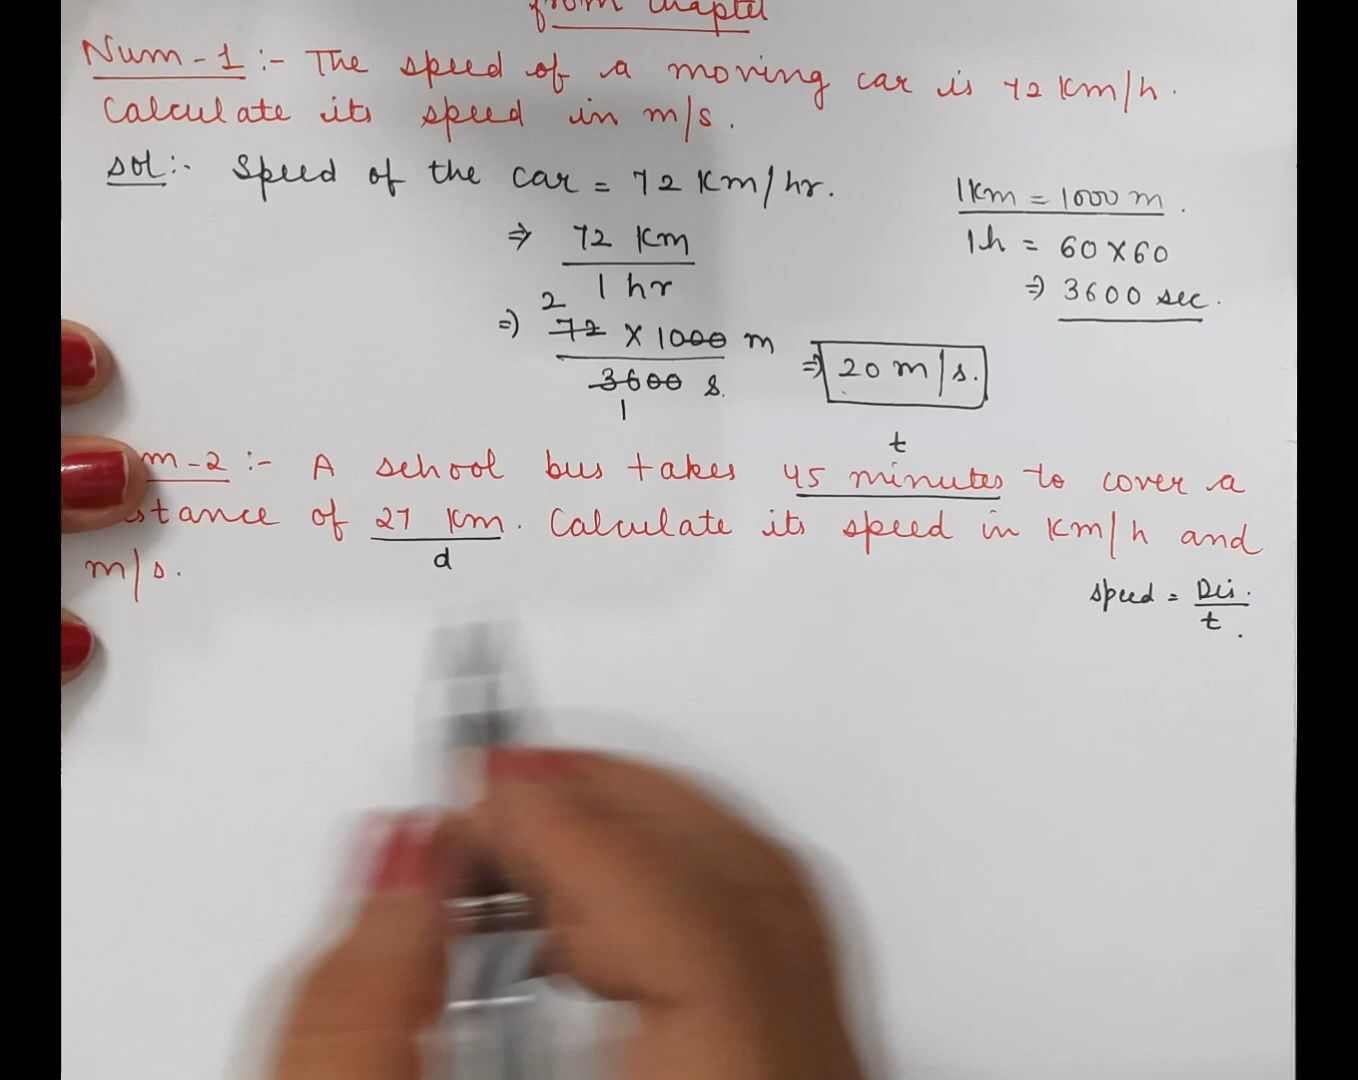 from Chapter
Num-1:- The speed of a moving car is 72 km/h.
Calculate its speed in m/s.
Sol:- Speed of the car = 72 Km/hr.
1Km = 1000 m.
⇒ 72 Km
1 hr
1h = 60 × 60
⇒ 3600 sec.
2
⇒ 72 × 1000 m
3600 s.
1
⇒ 20 m/s.
t
m-2:- A school bus takes 45 minutes to cover a
stance of 27 Km. Calculate its speed in Km/h and
d
m/s.
speed = Dis.
t.